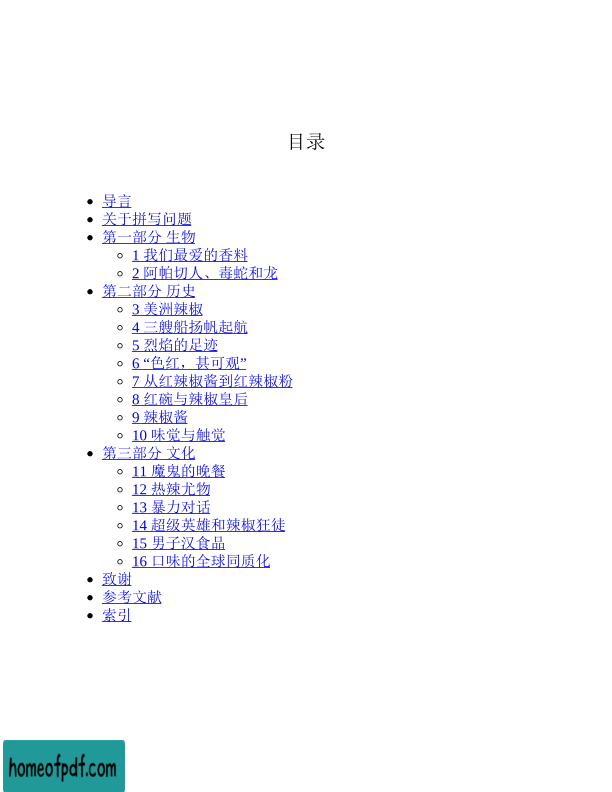 目录
导言
关于拼写问题
第一部分 生物
1 我们最爱的香料
2 阿帕切人、毒蛇和龙
第二部分 历史
3 美洲辣椒
4 三艘船扬帆起航
5 烈焰的足迹
6 “色红，甚可观”
7 从红辣椒酱到红辣椒粉
8 红碗与辣椒皇后
9 辣椒酱
10 味觉与触觉
第三部分 文化
11 魔鬼的晚餐
12 热辣尤物
13 暴力对话
14 超级英雄和辣椒狂徒
15 男子汉食品
16 口味的全球同质化
致谢
参考文献
索引
homeofpdf.com